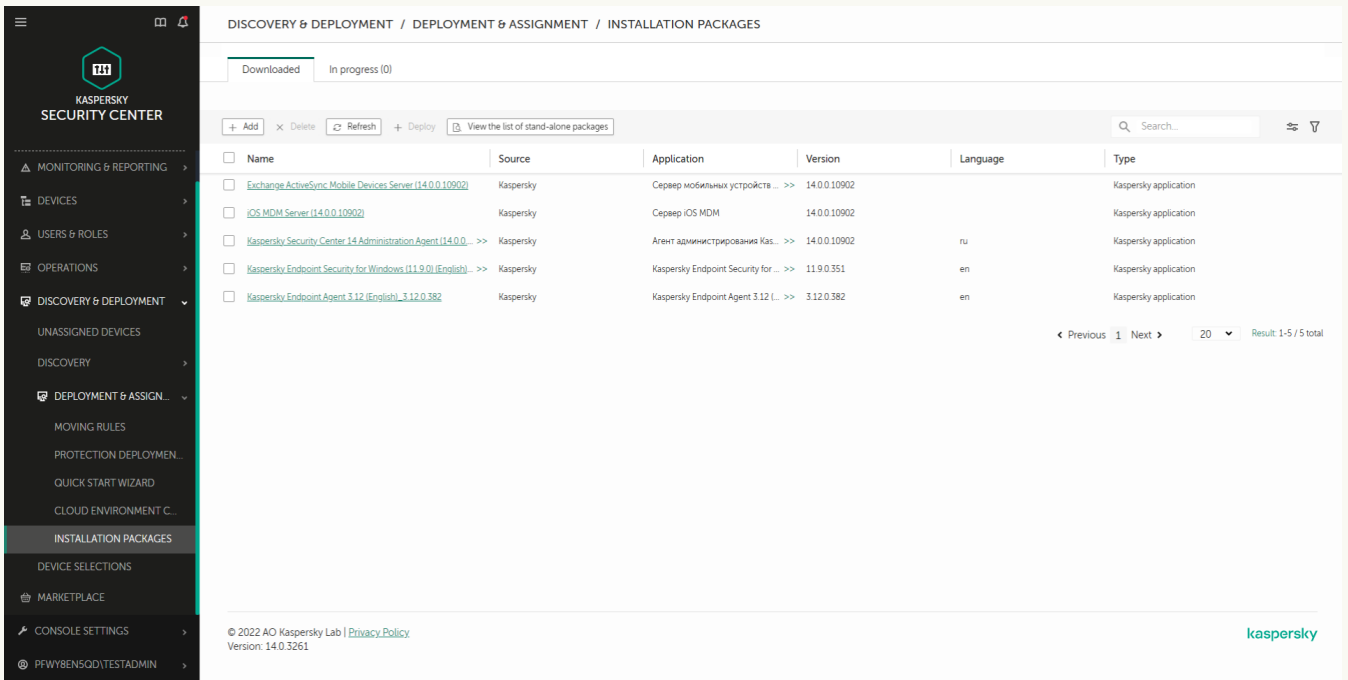 DISCOVERY & DEPLOYMENT / DEPLOYMENT & ASSIGNMENT / INSTALLATION PACKAGES
KASPERSKY
SECURITY CENTER
MONITORING & REPORTING
DEVICES
USERS & ROLES
OPERATIONS
DISCOVERY & DEPLOYMENT
UNASSIGNED DEVICES
DISCOVERY
DEPLOYMENT & ASSIGN...
MOVING RULES
PROTECTION DEPLOYMEN...
QUICK START WIZARD
CLOUD ENVIRONMENT C...
INSTALLATION PACKAGES
DEVICE SELECTIONS
MARKETPLACE
CONSOLE SETTINGS
PFWY8EN5QD\TESTADMIN
Downloaded In progress (0)
+ Add × Delete Refresh + Deploy View the list of stand-alone packages Search...
Name Source Application Version Language Type
Exchange ActiveSync Mobile Devices Server (14.0.0.10902) Kaspersky Сервер мобильных устройств ... >> 14.0.0.10902 Kaspersky application
iOS MDM Server (14.0.0.10902) Kaspersky Сервер iOS MDM 14.0.0.10902 Kaspersky application
Kaspersky Security Center 14 Administration Agent (14.0.0.... >> Kaspersky Агент администрирования Kas... >> 14.0.0.10902 ru Kaspersky application
Kaspersky Endpoint Security for Windows (11.9.0) (English)... >> Kaspersky Kaspersky Endpoint Security for ... >> 11.9.0.351 en Kaspersky application
Kaspersky Endpoint Agent 3.12 (English)_3.12.0.382 Kaspersky Kaspersky Endpoint Agent 3.12 (... >> 3.12.0.382 en Kaspersky application
Previous 1 Next 20 Result: 1-5 / 5 total
© 2022 AO Kaspersky Lab | Privacy Policy
Version: 14.0.3261
kaspersky